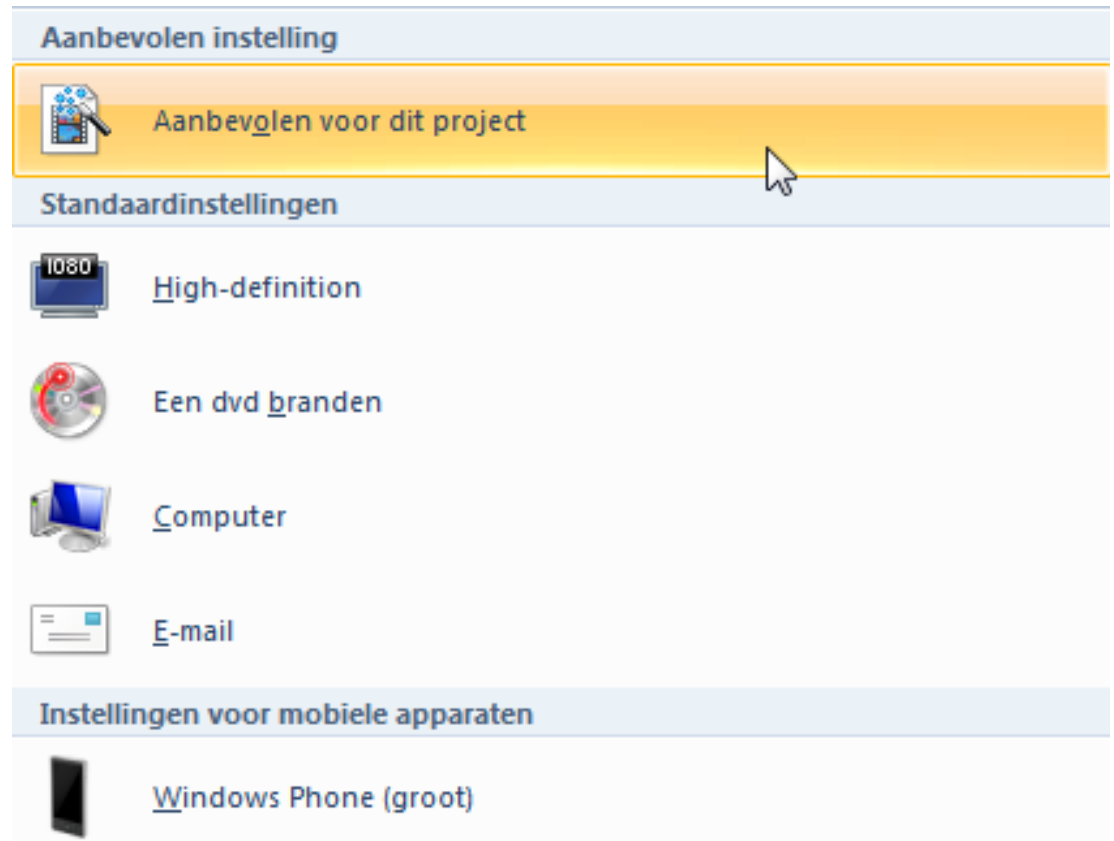 Aanbevolen instelling
Aanbevolen voor dit project
Standaardinstellingen
1080
High-definition
Een dvd branden
Computer
E-mail
Instellingen voor mobiele apparaten
Windows Phone (groot)